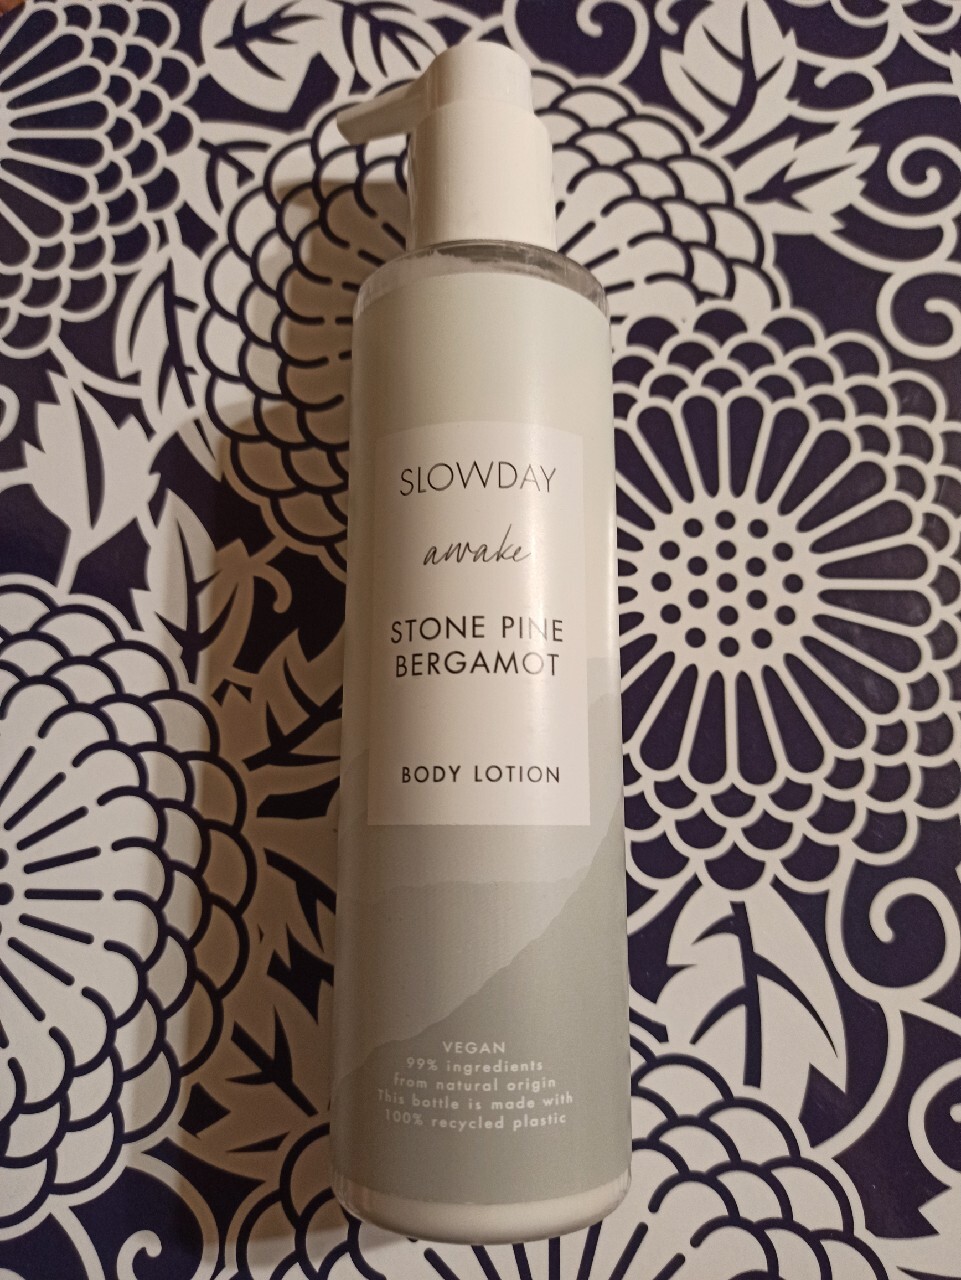 SLOWDAY
awake
STONE PINE
BERGAMOT
BODY LOTION
VEGAN
99% ingredients
from natural origin
This bottle is made with
100% recycled plastic